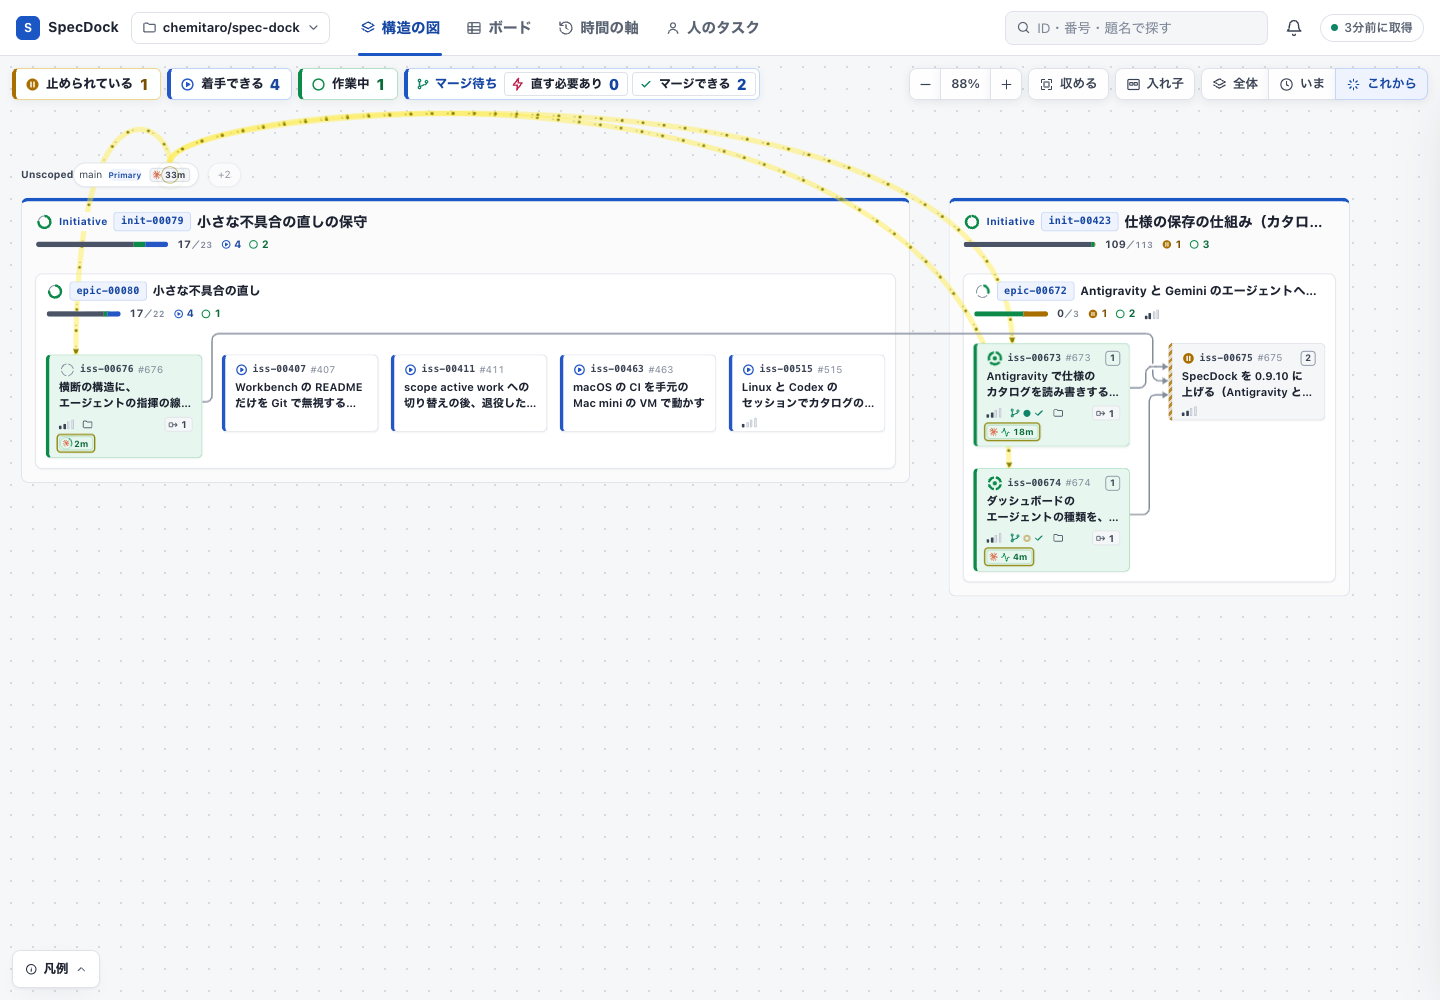 S SpecDock chemitaro/spec-dock 構造の図 ボード 時間の軸 人のタスク ID・番号・題名で探す 3分前に取得
止められている 1 着手できる 4 作業中 1 マージ待ち 直す必要あり 0 マージできる 2 88% 収める 入れ子 全体 いま これから
Unscoped main Primary 33m +2
Initiative init-00079 小さな不具合の直しの保守
17/23 4 2
epic-00080 小さな不具合の直し
17/22 4 1
iss-00676 #676
横断の構造に、
エージェントの指揮の線...
1
2m
iss-00407 #407
Workbench の README
だけを Git で無視する...
iss-00411 #411
scope active work への
切り替えの後、退役した...
iss-00463 #463
macOS の CI を手元の
Mac mini の VM で動かす
iss-00515 #515
Linux と Codex の
セッションでカタログの...
Initiative init-00423 仕様の保存の仕組み（カタロ...
109/113 1 3
epic-00672 Antigravity と Gemini のエージェントへ...
0/3 1 2
iss-00673 #673 1
Antigravity で仕様の
カタログを読み書きする...
1
18m
iss-00674 #674 1
ダッシュボードの
エージェントの種類を、...
1
4m
iss-00675 #675 2
SpecDock を 0.9.10 に
上げる（Antigravity と...
凡例